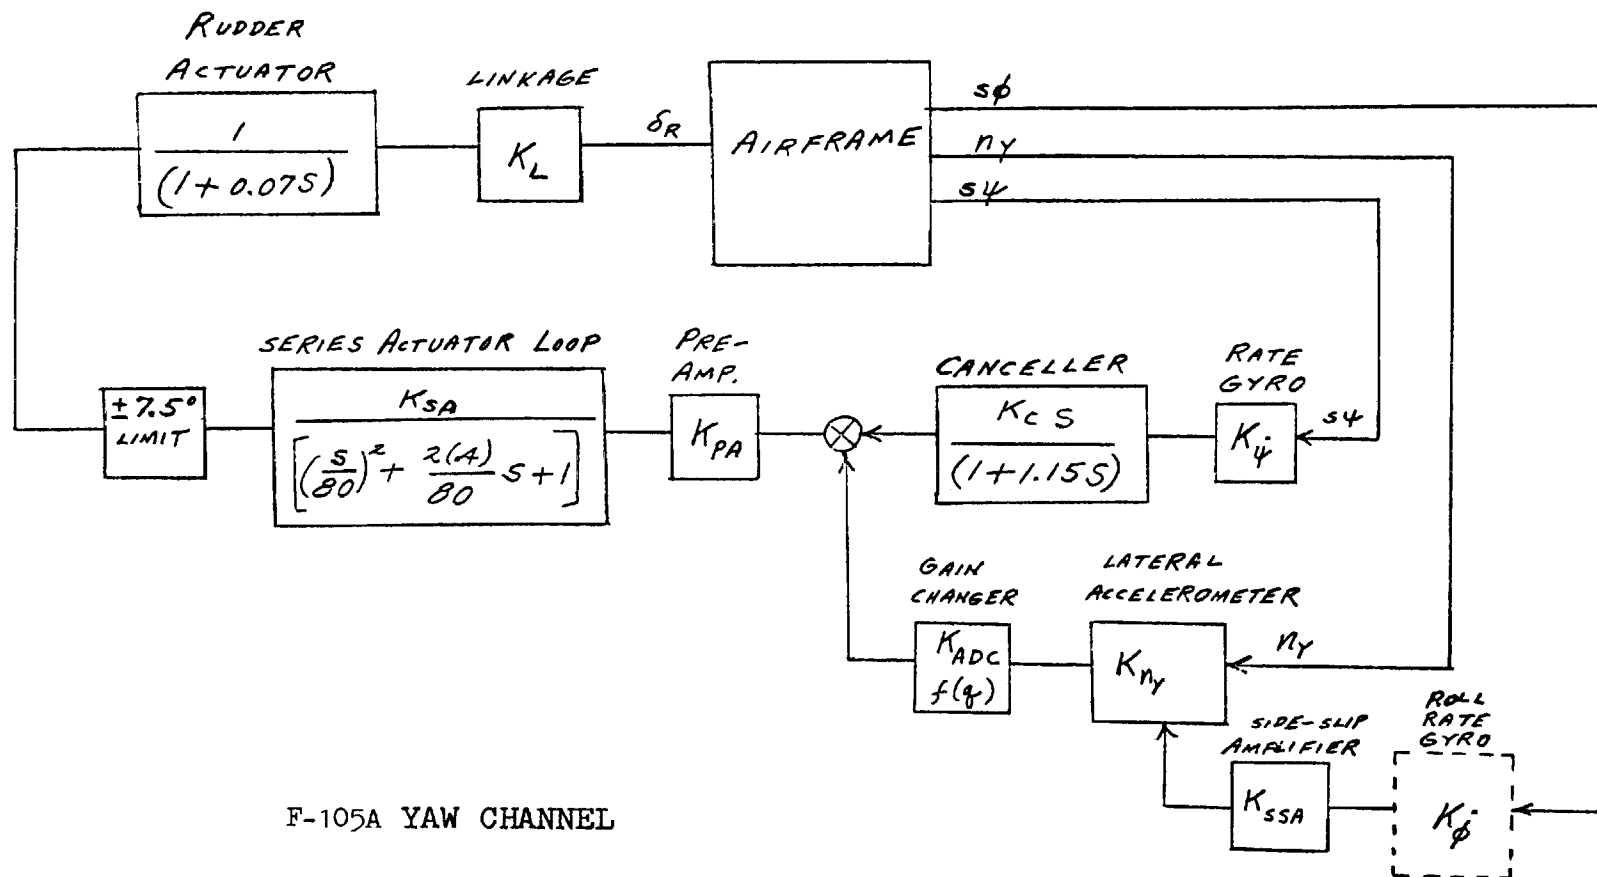 RUDDER
ACTUATOR
1
(1+0.07S)
LINKAGE
K_L
δ_R
AIRFRAME
sϕ
n_Y
sψ
SERIES ACTUATOR LOOP
K_SA
[(s/80)² + 2(.4)/80 S+1]
±7.5°
LIMIT
PRE-
AMP.
K_PA
CANCELLER
K_C S
(1+1.15S)
RATE
GYRO
K_ψ̇
sψ
GAIN
CHANGER
K_ADC
f(q)
LATERAL
ACCELEROMETER
K_n_Y
n_Y
SIDE-SLIP
AMPLIFIER
K_SSA
ROLL
RATE
GYRO
K_ϕ̇
F-105A YAW CHANNEL